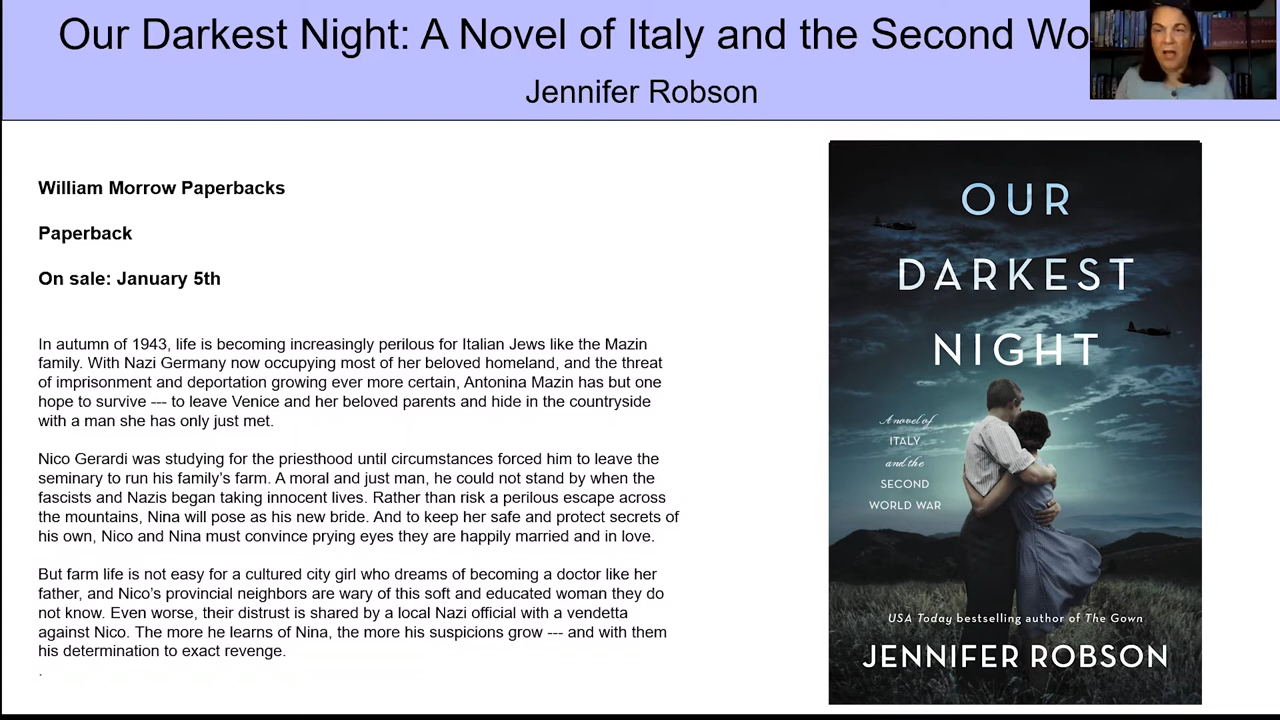 Our Darkest Night: A Novel of Italy and the Second Wo
Jennifer Robson
William Morrow Paperbacks
Paperback
On sale: January 5th
In autumn of 1943, life is becoming increasingly perilous for Italian Jews like the Mazin
family. With Nazi Germany now occupying most of her beloved homeland, and the threat
of imprisonment and deportation growing ever more certain, Antonina Mazin has but one
hope to survive --- to leave Venice and her beloved parents and hide in the countryside
with a man she has only just met.
Nico Gerardi was studying for the priesthood until circumstances forced him to leave the
seminary to run his family’s farm. A moral and just man, he could not stand by when the
fascists and Nazis began taking innocent lives. Rather than risk a perilous escape across
the mountains, Nina will pose as his new bride. And to keep her safe and protect secrets of
his own, Nico and Nina must convince prying eyes they are happily married and in love.
But farm life is not easy for a cultured city girl who dreams of becoming a doctor like her
father, and Nico’s provincial neighbors are wary of this soft and educated woman they do
not know. Even worse, their distrust is shared by a local Nazi official with a vendetta
against Nico. The more he learns of Nina, the more his suspicions grow --- and with them
his determination to exact revenge.
.
OUR
DARKEST
NIGHT
A novel of
ITALY
and the
SECOND
WORLD WAR
USA Today bestselling author of The Gown
JENNIFER ROBSON